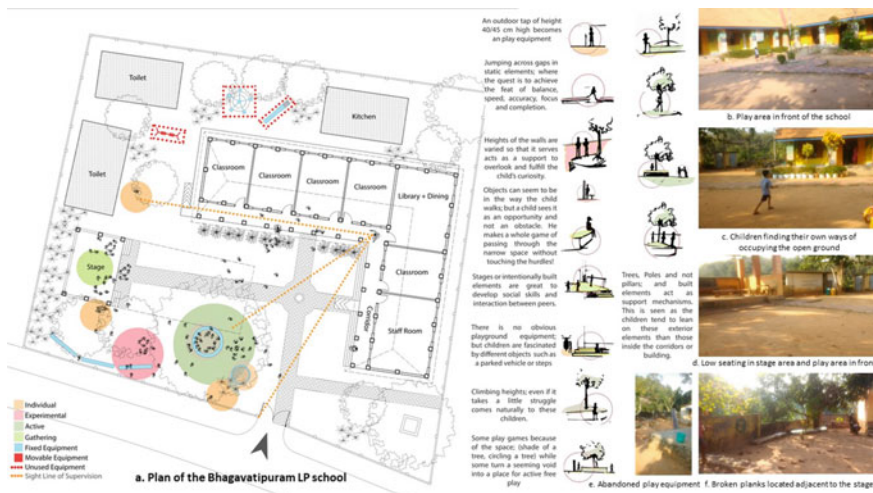 Toilet
Toilet
Kitchen
Classroom
Classroom
Classroom
Classroom
Library + Dining
Classroom
Staff Room
Corridor
Stage
Individual
Experimental
Active
Gathering
Fixed Equipment
Movable Equipment
Unused Equipment
Sight Line of Supervision
a. Plan of the Bhagavatipuram LP school
An outdoor tap of height
40/45 cm high becomes
an play equipment
Jumping across gaps in
static elements; where
the quest is to achieve
the feat of balance,
speed, accuracy, focus
and completion.
Heights of the walls are
varied so that it serves
acts as a support to
overlook and fulfill the
child's curiosity.
Objects can seem to be
in the way the child
walks; but a child sees it
as an opportunity and
not an obstacle. He
makes a whole game of
passing through the
narrow space without
touching the hurdles!
Stages or intentionally built
elements are great to
develop social skills and
interaction between peers.
There is no obvious
playground equipment;
but children are fascinated
by different objects such as
a parked vehicle or steps
Climbing heights; even if it
takes a little struggle
comes naturally to these
children.
Some play games because
of the space; (shade of a
tree, circling a tree) while
some turn a seeming void
into a place for active free
play
Trees, Poles and not
pillars; and built
elements act as
support mechanisms.
This is seen as the
children tend to lean
on these exterior
elements than those
inside the corridors or
building.
b. Play area in front of the school
c. Children finding their own ways of
occupying the open ground
d. Low seating in stage area and play area in front
e. Abandoned play equipment
f. Broken planks located adjacent to the stage